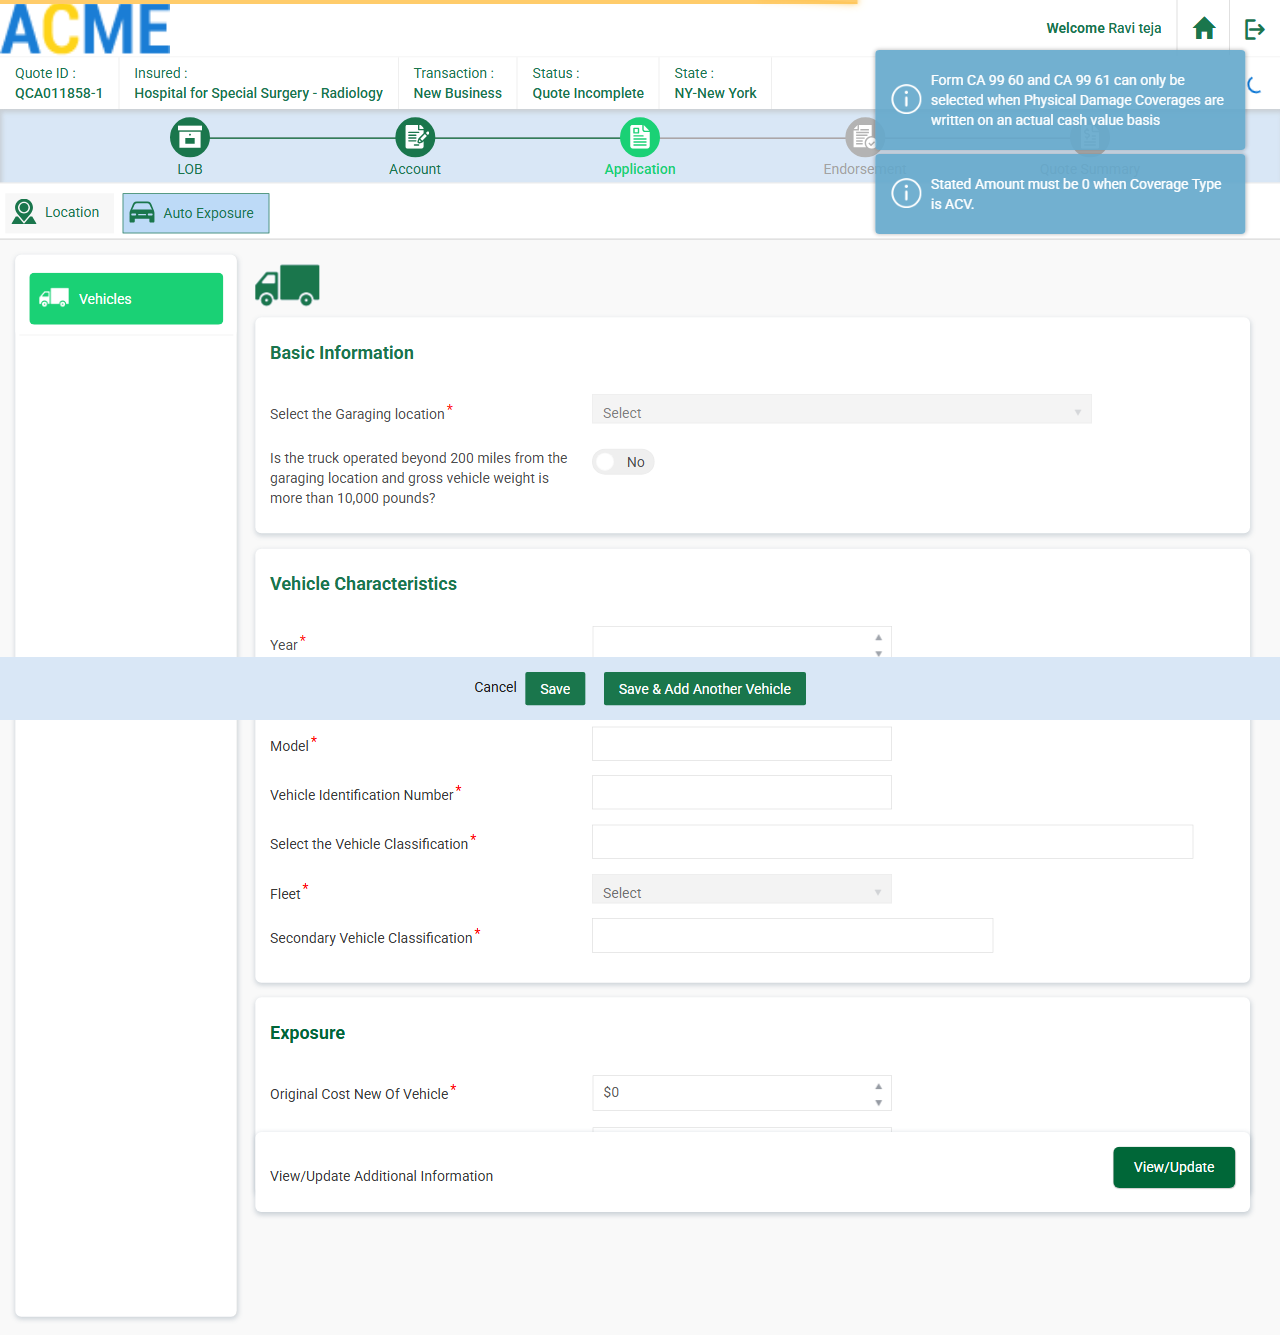 ACME
Welcome Ravi teja
Quote ID :
QCA011858-1
Insured :
Hospital for Special Surgery - Radiology
Transaction :
New Business
Status :
Quote Incomplete
State :
NY-New York
Form CA 99 60 and CA 99 61 can only be
selected when Physical Damage Coverages are
written on an actual cash value basis
Stated Amount must be 0 when Coverage Type
is ACV.
LOB
Account
Application
Endorsement
Quote Summary
Location
Auto Exposure
Vehicles
Basic Information
Select the Garaging location*
Select
Is the truck operated beyond 200 miles from the
garaging location and gross vehicle weight is
more than 10,000 pounds?
No
Vehicle Characteristics
Year*
Cancel
Save
Save & Add Another Vehicle
Model*
Vehicle Identification Number*
Select the Vehicle Classification*
Fleet*
Select
Secondary Vehicle Classification*
Exposure
Original Cost New Of Vehicle*
$0
View/Update Additional Information
View/Update